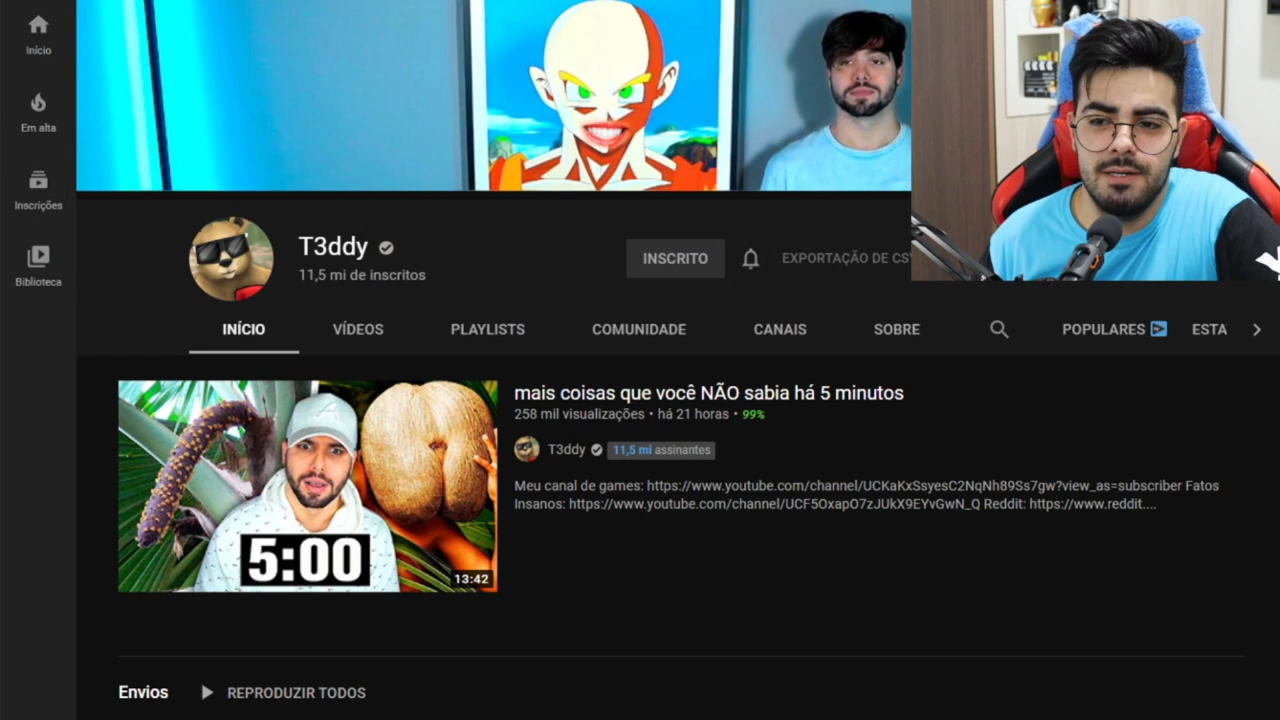 Início
Em alta
Inscrições
Biblioteca
T3ddy
11,5 mi de inscritos
INSCRITO
EXPORTAÇÃO DE
INÍCIO
VÍDEOS
PLAYLISTS
COMUNIDADE
CANAIS
SOBRE
POPULARES
ESTA
5:00
13:42
mais coisas que você NÃO sabia há 5 minutos
258 mil visualizações • há 21 horas • 99%
T3ddy
11,5 mi assinantes
Meu canal de games: https://www.youtube.com/channel/UCKaKxSsyesC2NqNh89Ss7gw?view_as=subscriber Fatos
Insanos: https://www.youtube.com/channel/UCF5OxapO7zJUkX9EYvGwN_Q Reddit: https://www.reddit....
Envios
REPRODUZIR TODOS